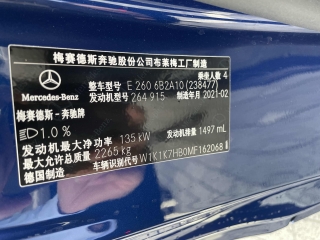 梅赛德斯奔驰股份公司布莱梅工厂制造
乘坐人数 4
整车型号 E 260 6B2A10 (238477)
发动机型号 264 915 制造年月 2021-02
Mercedes-Benz
梅赛德斯 - 奔驰牌
1.0 %
发动机最大净功率 135 kW 发动机排量 1497 mL
最大允许总质量 2265 kg
车辆识别代号 W1K1K7HB0MF162068
德国制造